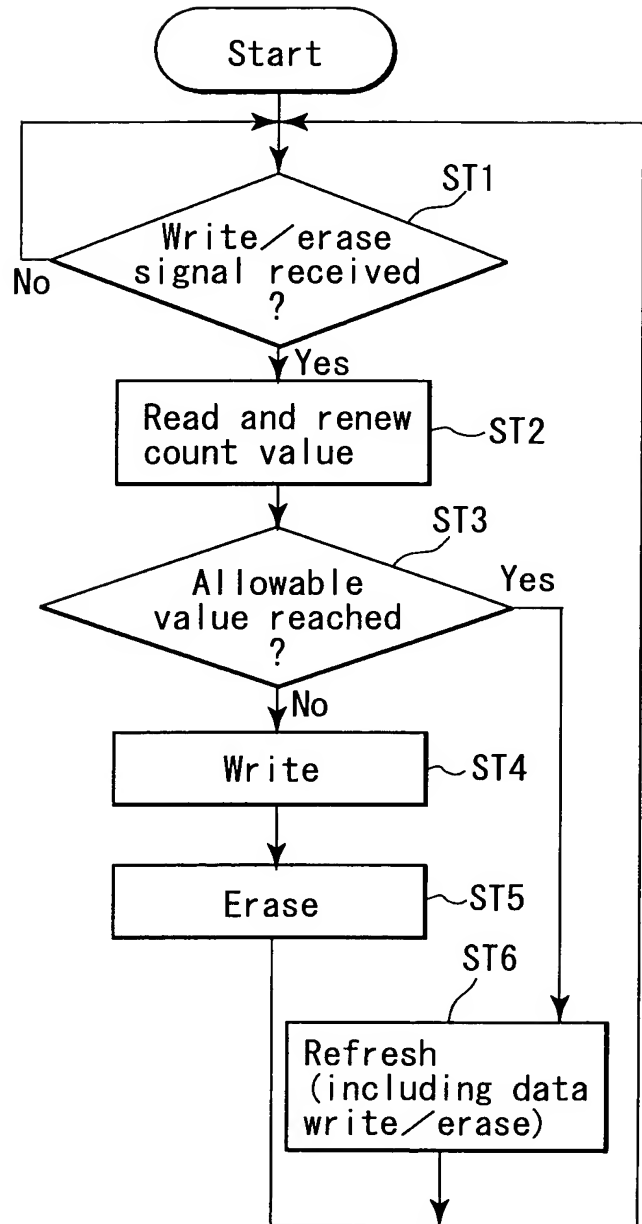 Start
ST1
Write/erase
signal received
?
No
Yes
Read and renew
count value
ST2
ST3
Allowable
value reached
?
Yes
No
Write
ST4
Erase
ST5
ST6
Refresh
(including data
write/erase)